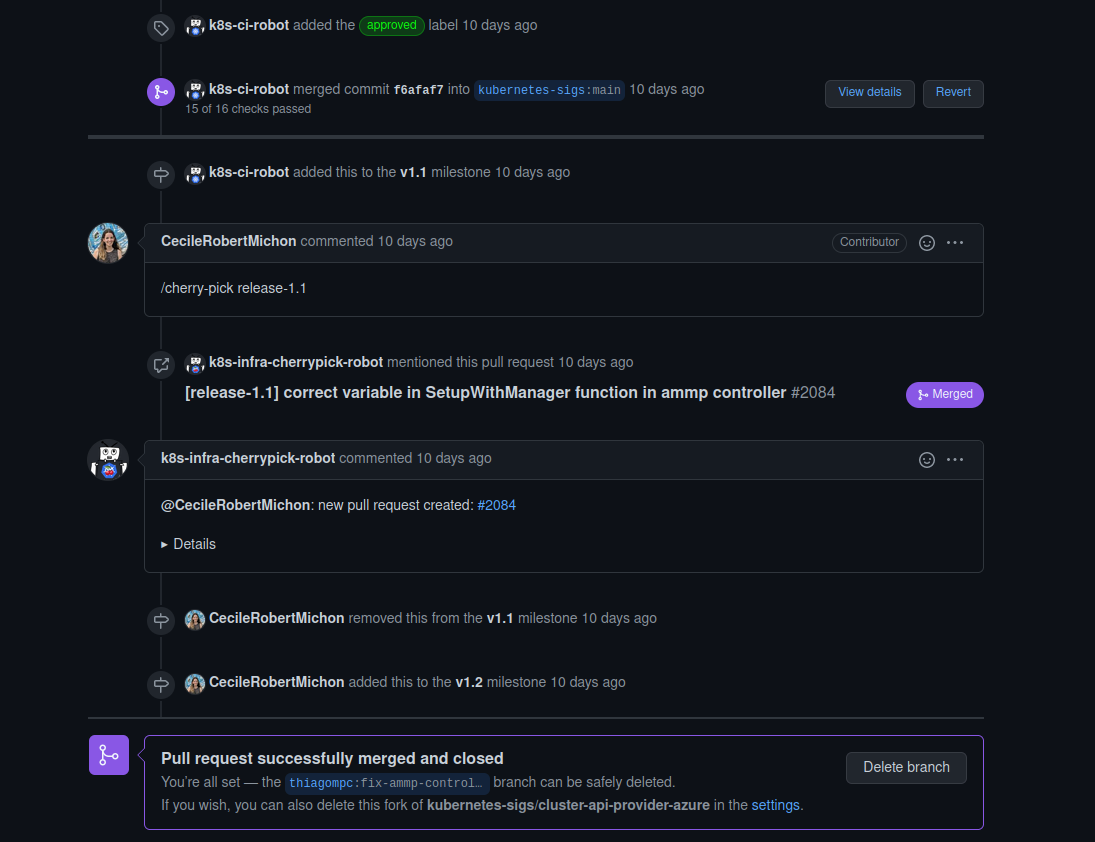 k8s-ci-robot added the approved label 10 days ago
k8s-ci-robot merged commit f6afaf7 into kubernetes-sigs:main 10 days ago
View details
Revert
15 of 16 checks passed
k8s-ci-robot added this to the v1.1 milestone 10 days ago
CecileRobertMichon commented 10 days ago
Contributor
/cherry-pick release-1.1
k8s-infra-cherrypick-robot mentioned this pull request 10 days ago
[release-1.1] correct variable in SetupWithManager function in ammp controller #2084
Merged
k8s-infra-cherrypick-robot commented 10 days ago
@CecileRobertMichon: new pull request created: #2084
Details
CecileRobertMichon removed this from the v1.1 milestone 10 days ago
CecileRobertMichon added this to the v1.2 milestone 10 days ago
Pull request successfully merged and closed
You're all set — the thiagompc:fix-ammp-control… branch can be safely deleted.
Delete branch
If you wish, you can also delete this fork of kubernetes-sigs/cluster-api-provider-azure in the settings.